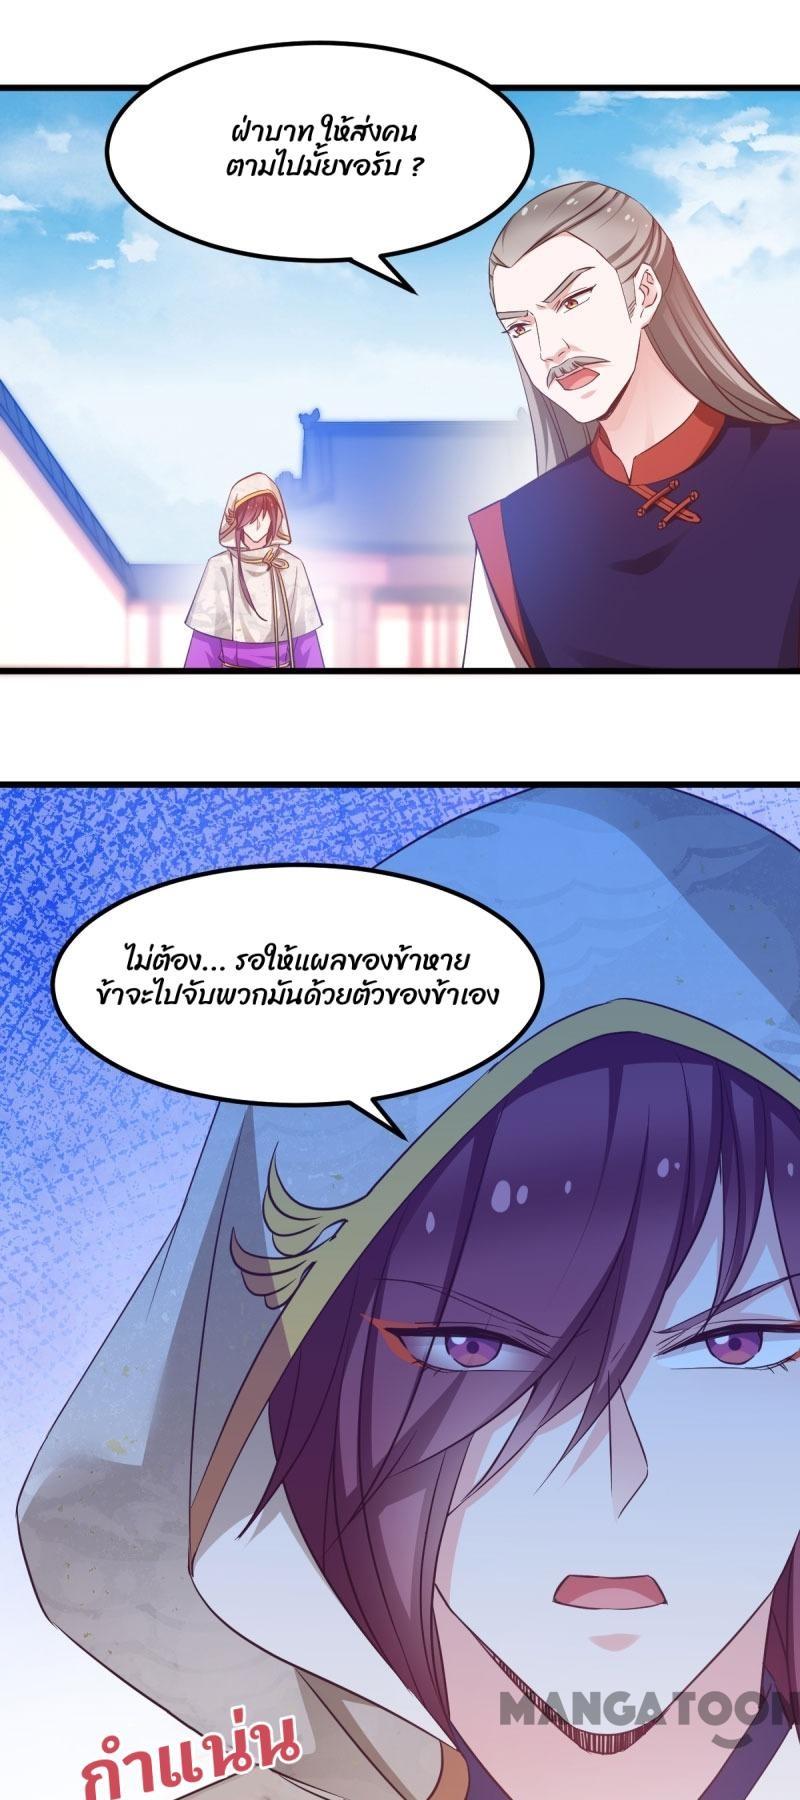 ฝ่าบาท ให้ส่งคน
ตามไปมั้ยขอรับ ?
ไม่ต้อง... รอให้แผลของข้าหาย
ข้าจะไปจับพวกมันด้วยตัวของข้าเอง
MANGATOON
กำแน่น